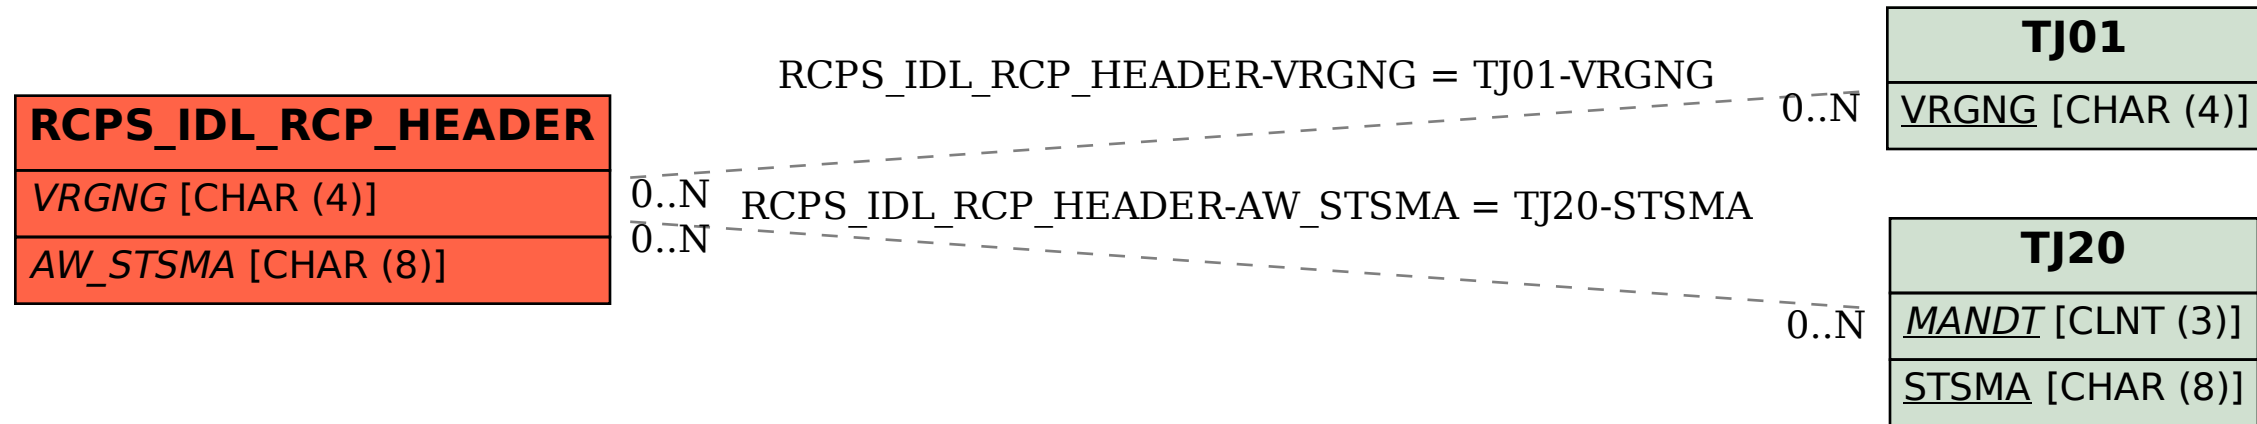 RCPS_IDL_RCP_HEADER
VRGNG [CHAR (4)]
AW_STSMA [CHAR (8)]
RCPS_IDL_RCP_HEADER-VRGNG = TJ01-VRGNG
0..N
0..N
RCPS_IDL_RCP_HEADER-AW_STSMA = TJ20-STSMA
0..N
0..N
TJ01
VRGNG [CHAR (4)]
TJ20
MANDT [CLNT (3)]
STSMA [CHAR (8)]